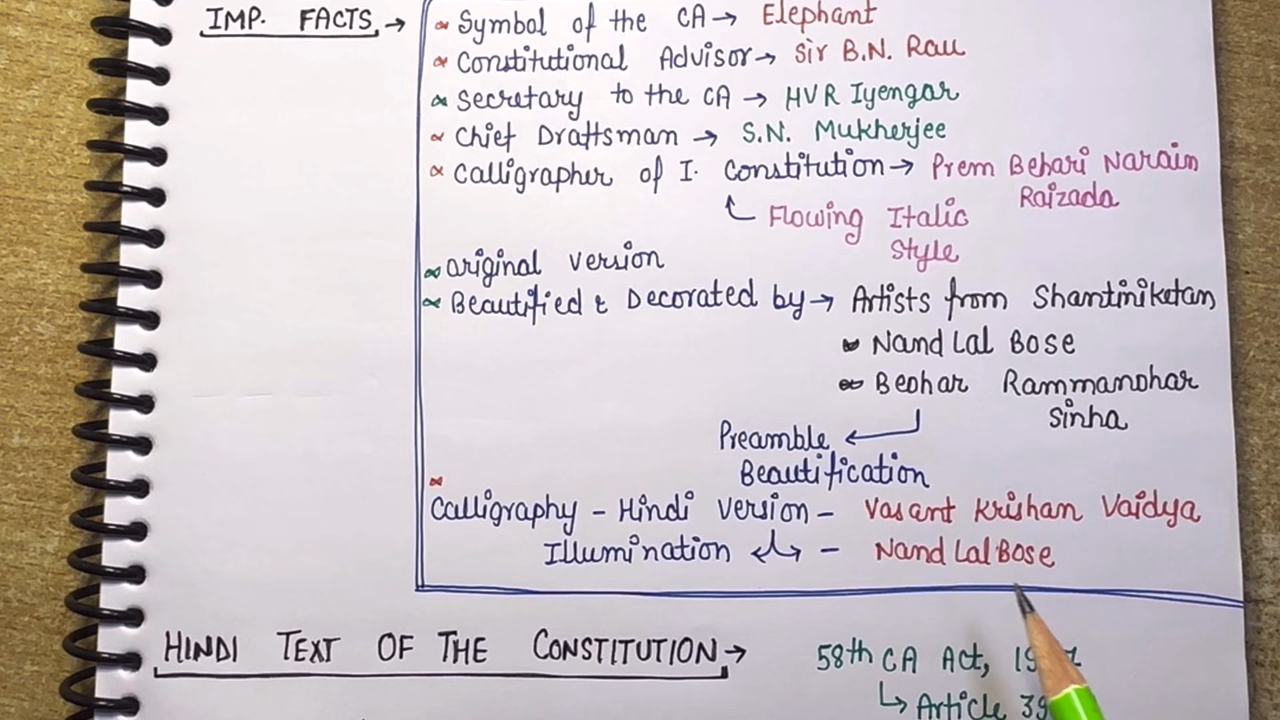 IMP. FACTS →
Symbol of the CA → Elephant
Constitutional Advisor → Sir B.N. Rau
Secretary to the CA → HVR Iyengar
Chief Draftsman → S.N. Mukherjee
Calligrapher of I. Constitution → Prem Behari Narain
Raizada
Flowing Italic
Style
Original Version
Beautified & Decorated by → Artists from Shantiniketan
Nand Lal Bose
Beohar Rammanohar
Sinha
Preamble ←
Beautification
Calligraphy - Hindi Version - Vasant Krishan Vaidya
Illumination - Nand Lal Bose
HINDI TEXT OF THE CONSTITUTION →
58th CA Act,
↳ Article